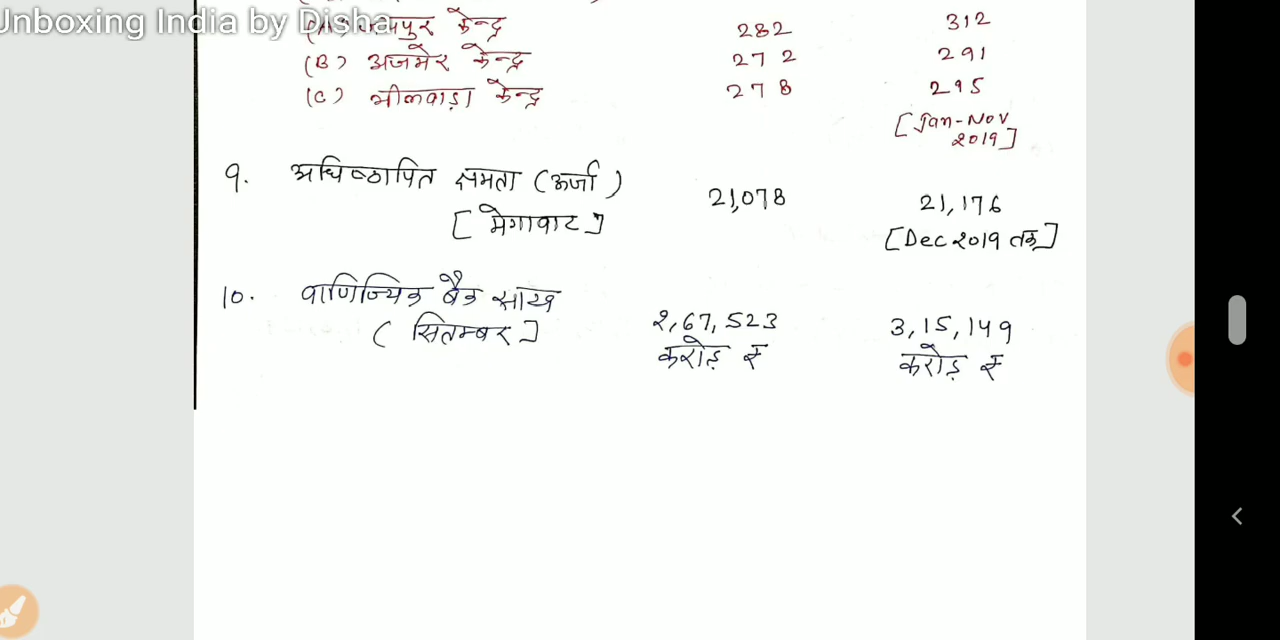 Unboxing India by Disha
(A) जयपुर केन्द्र 282 312
(B) अजमेर केन्द्र 272 291
(C) भीलवाड़ा केन्द्र 278 295
[Jan-Nov
2019]
9. अधिष्ठापित क्षमता (ऊर्जा) 21,078 21,176
[मेगावाट] [Dec 2019 तक]
10. वाणिज्यिक बैंक साख 2,67,523 3,15,149
(सितम्बर] करोड़ ₹ करोड़ ₹